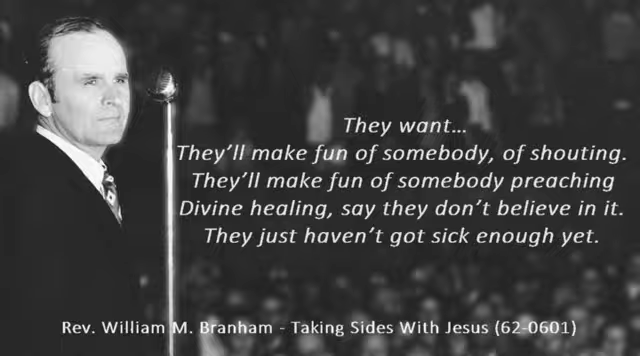 They want...
They'll make fun of somebody, of shouting.
They'll make fun of somebody preaching
Divine healing, say they don't believe in it.
They just haven't got sick enough yet.
Rev. William M. Branham - Taking Sides With Jesus (62-0601)